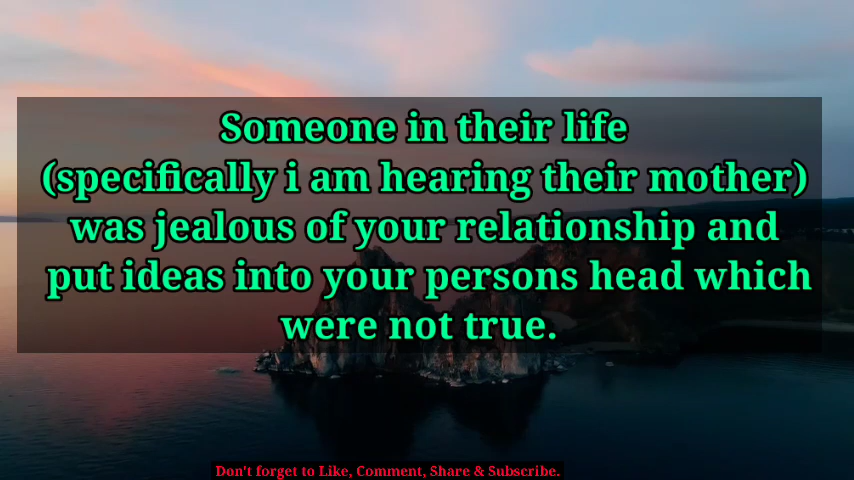 Someone in their life
(specifically i am hearing their mother)
was jealous of your relationship and
put ideas into your persons head which
were not true.
Don't forget to Like, Comment, Share & Subscribe.